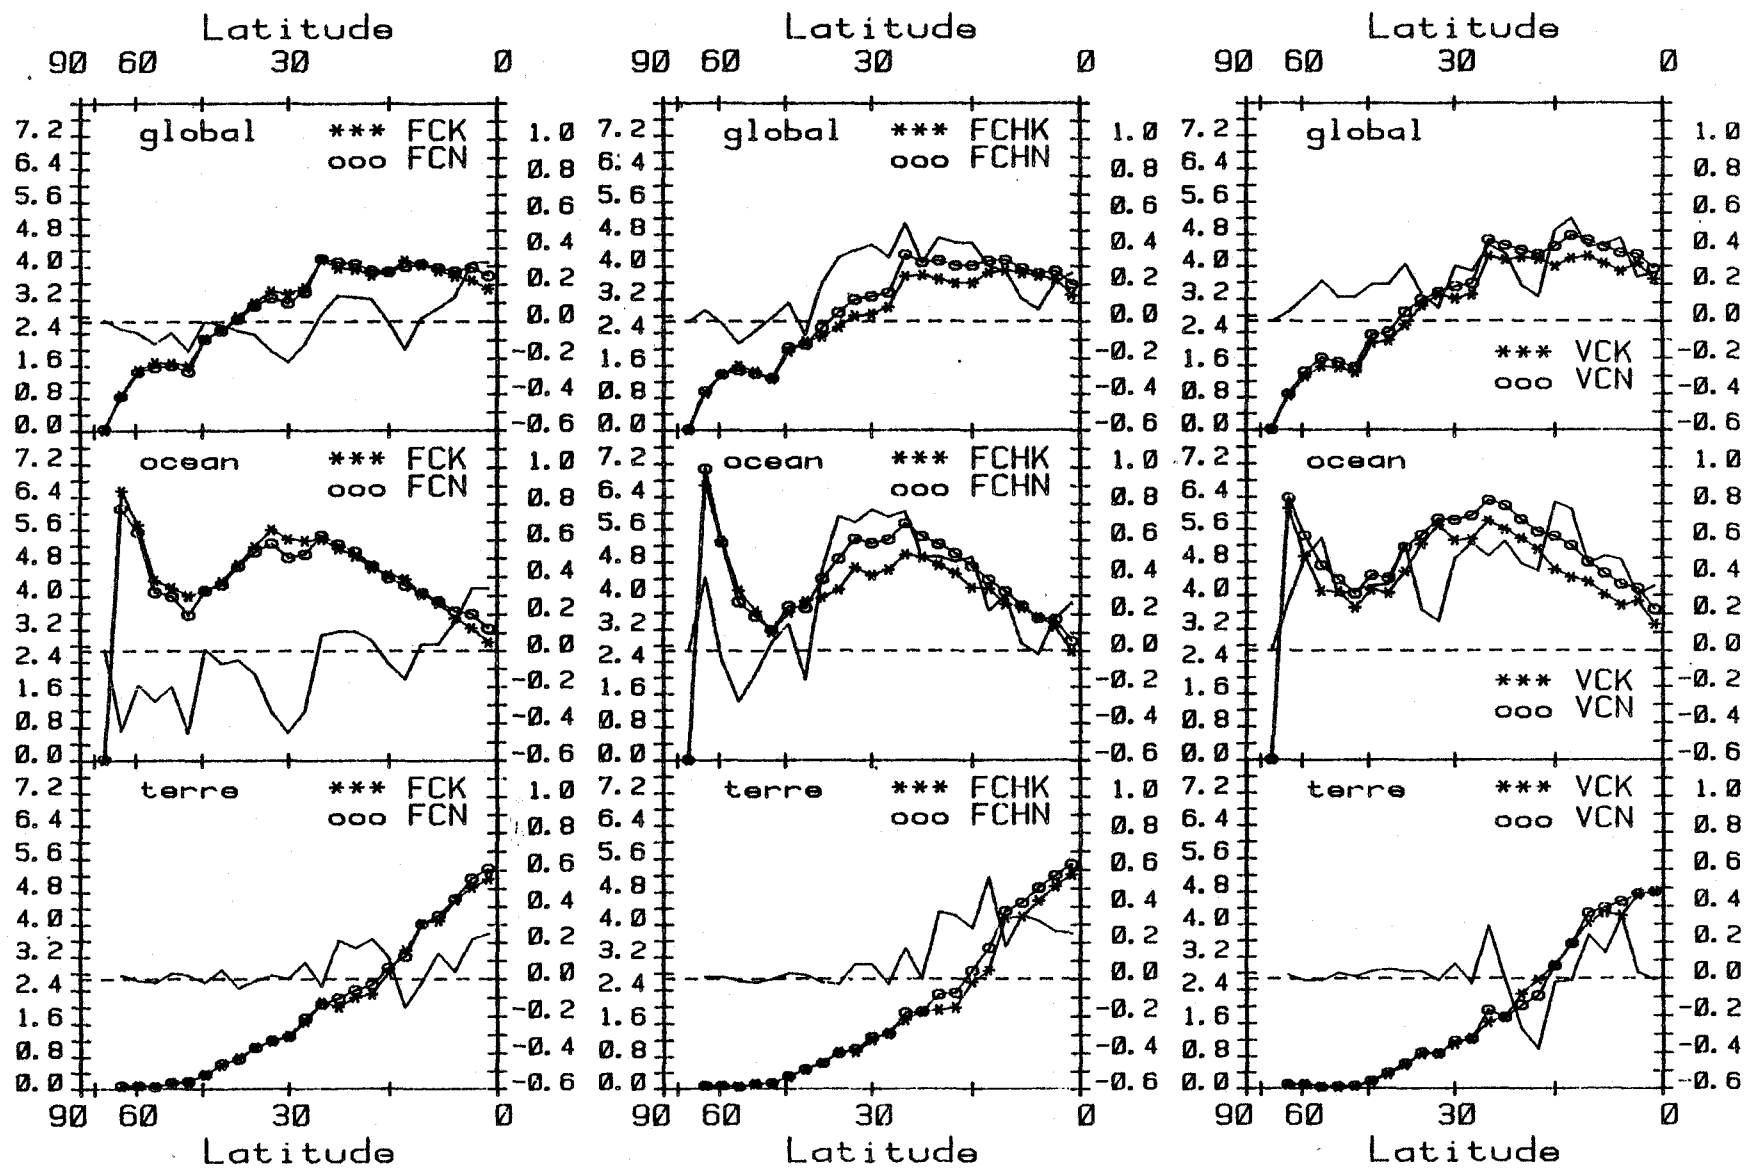 Latitude Latitude Latitude
90 60 30 0 90 60 30 0 90 60 30 0
global *** FCK
ooo FCN
7.2 6.4 5.6 4.8 4.0 3.2 2.4 1.6 0.8 0.0
1.0 0.8 0.6 0.4 0.2 0.0 -0.2 -0.4 -0.6
global *** FCHK
ooo FCHN
7.2 6.4 5.6 4.8 4.0 3.2 2.4 1.6 0.8 0.0
1.0 0.8 0.6 0.4 0.2 0.0 -0.2 -0.4 -0.6
global
*** VCK
ooo VCN
7.2 6.4 5.6 4.8 4.0 3.2 2.4 1.6 0.8 0.0
1.0 0.8 0.6 0.4 0.2 0.0 -0.2 -0.4 -0.6
ocean *** FCK
ooo FCN
7.2 6.4 5.6 4.8 4.0 3.2 2.4 1.6 0.8 0.0
1.0 0.8 0.6 0.4 0.2 0.0 -0.2 -0.4 -0.6
ocean *** FCHK
ooo FCHN
7.2 6.4 5.6 4.8 4.0 3.2 2.4 1.6 0.8 0.0
1.0 0.8 0.6 0.4 0.2 0.0 -0.2 -0.4 -0.6
ocean
*** VCK
ooo VCN
7.2 6.4 5.6 4.8 4.0 3.2 2.4 1.6 0.8 0.0
1.0 0.8 0.6 0.4 0.2 0.0 -0.2 -0.4 -0.6
terre *** FCK
ooo FCN
7.2 6.4 5.6 4.8 4.0 3.2 2.4 1.6 0.8 0.0
1.0 0.8 0.6 0.4 0.2 0.0 -0.2 -0.4 -0.6
terre *** FCHK
ooo FCHN
7.2 6.4 5.6 4.8 4.0 3.2 2.4 1.6 0.8 0.0
1.0 0.8 0.6 0.4 0.2 0.0 -0.2 -0.4 -0.6
terre *** VCK
ooo VCN
7.2 6.4 5.6 4.8 4.0 3.2 2.4 1.6 0.8 0.0
1.0 0.8 0.6 0.4 0.2 0.0 -0.2 -0.4 -0.6
90 60 30 0 90 60 30 0 90 60 30 0
Latitude Latitude Latitude